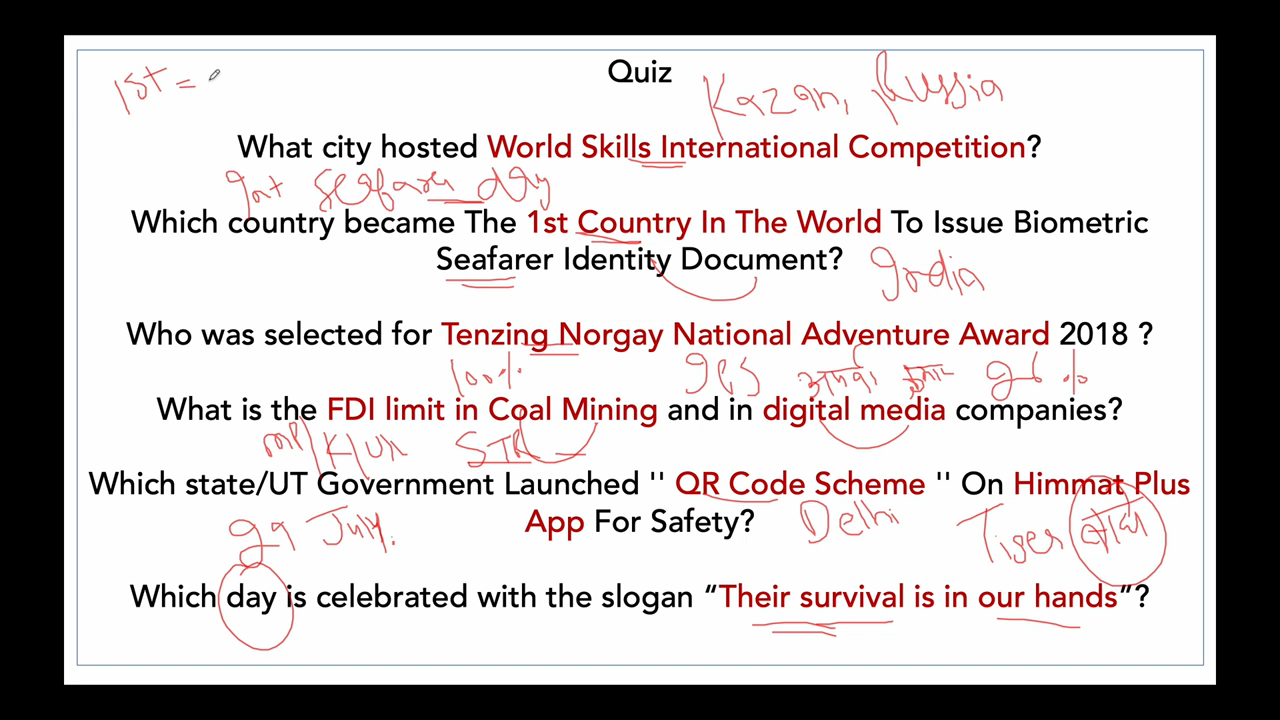 1st =
Quiz
Kazan, Russia
What city hosted World Skills International Competition?
Int Seafarer day
Which country became The 1st Country In The World To Issue Biometric
Seafarer Identity Document?
India
Who was selected for Tenzing Norgay National Adventure Award 2018 ?
100%
What is the FDI limit in Coal Mining and in digital media companies?
MP/K/UK
Which state/UT Government Launched '' QR Code Scheme '' On Himmat Plus
App For Safety?
Delhi
29 July.
Tiger
Which day is celebrated with the slogan “Their survival is in our hands”?